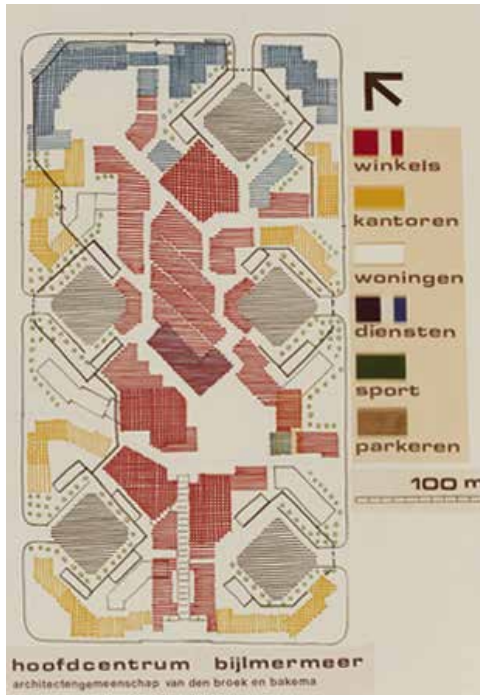 winkels
kantoren
woningen
diensten
sport
parkeren
100 m
hoofdcentrum bijlmermeer
architectengemeenschap van den broek en bakema